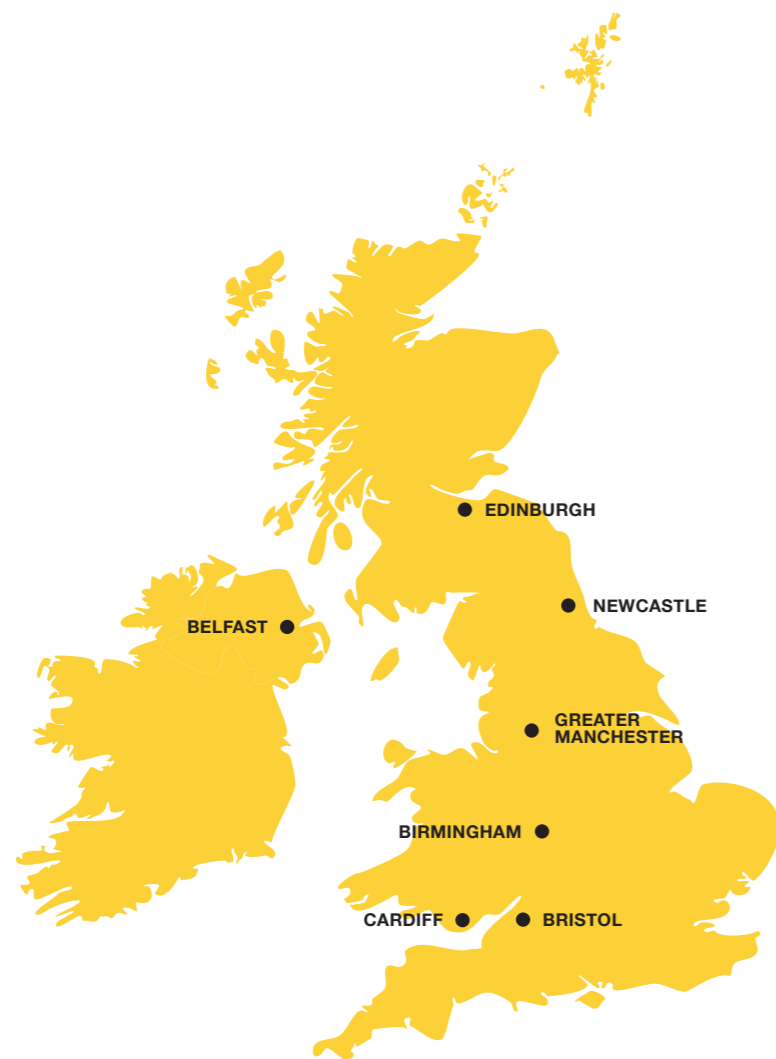 EDINBURGH
NEWCASTLE
BELFAST
GREATER
MANCHESTER
BIRMINGHAM
CARDIFF
BRISTOL